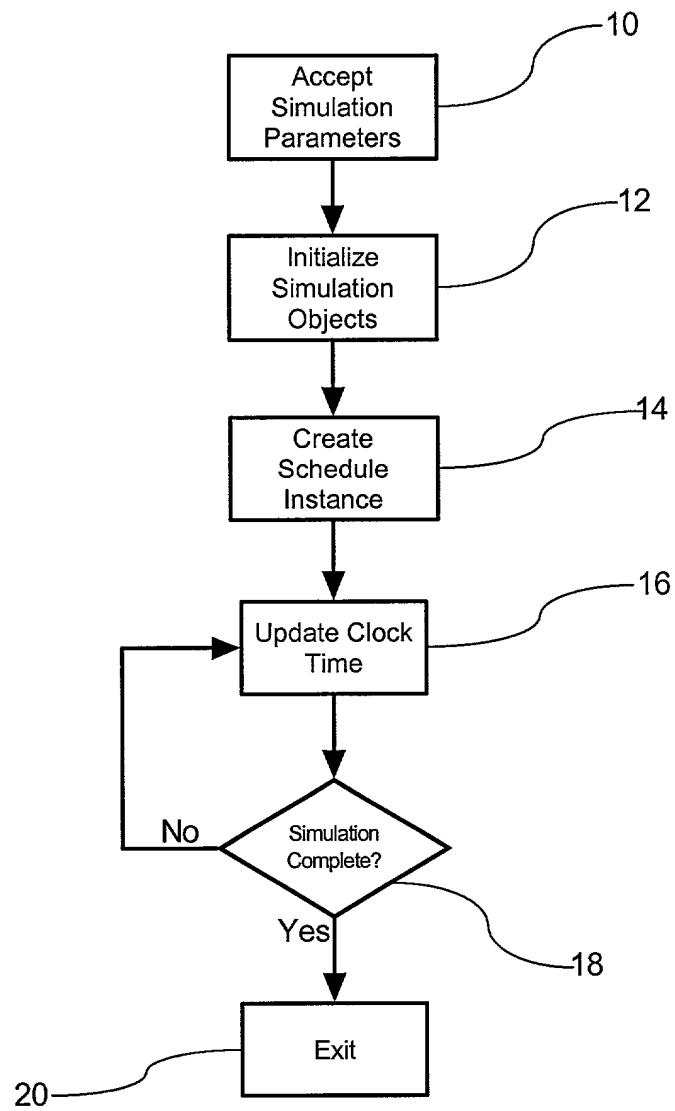 10
Accept
Simulation
Parameters
12
Initialize
Simulation
Objects
14
Create
Schedule
Instance
16
Update Clock
Time
No
Simulation
Complete?
Yes
18
Exit
20